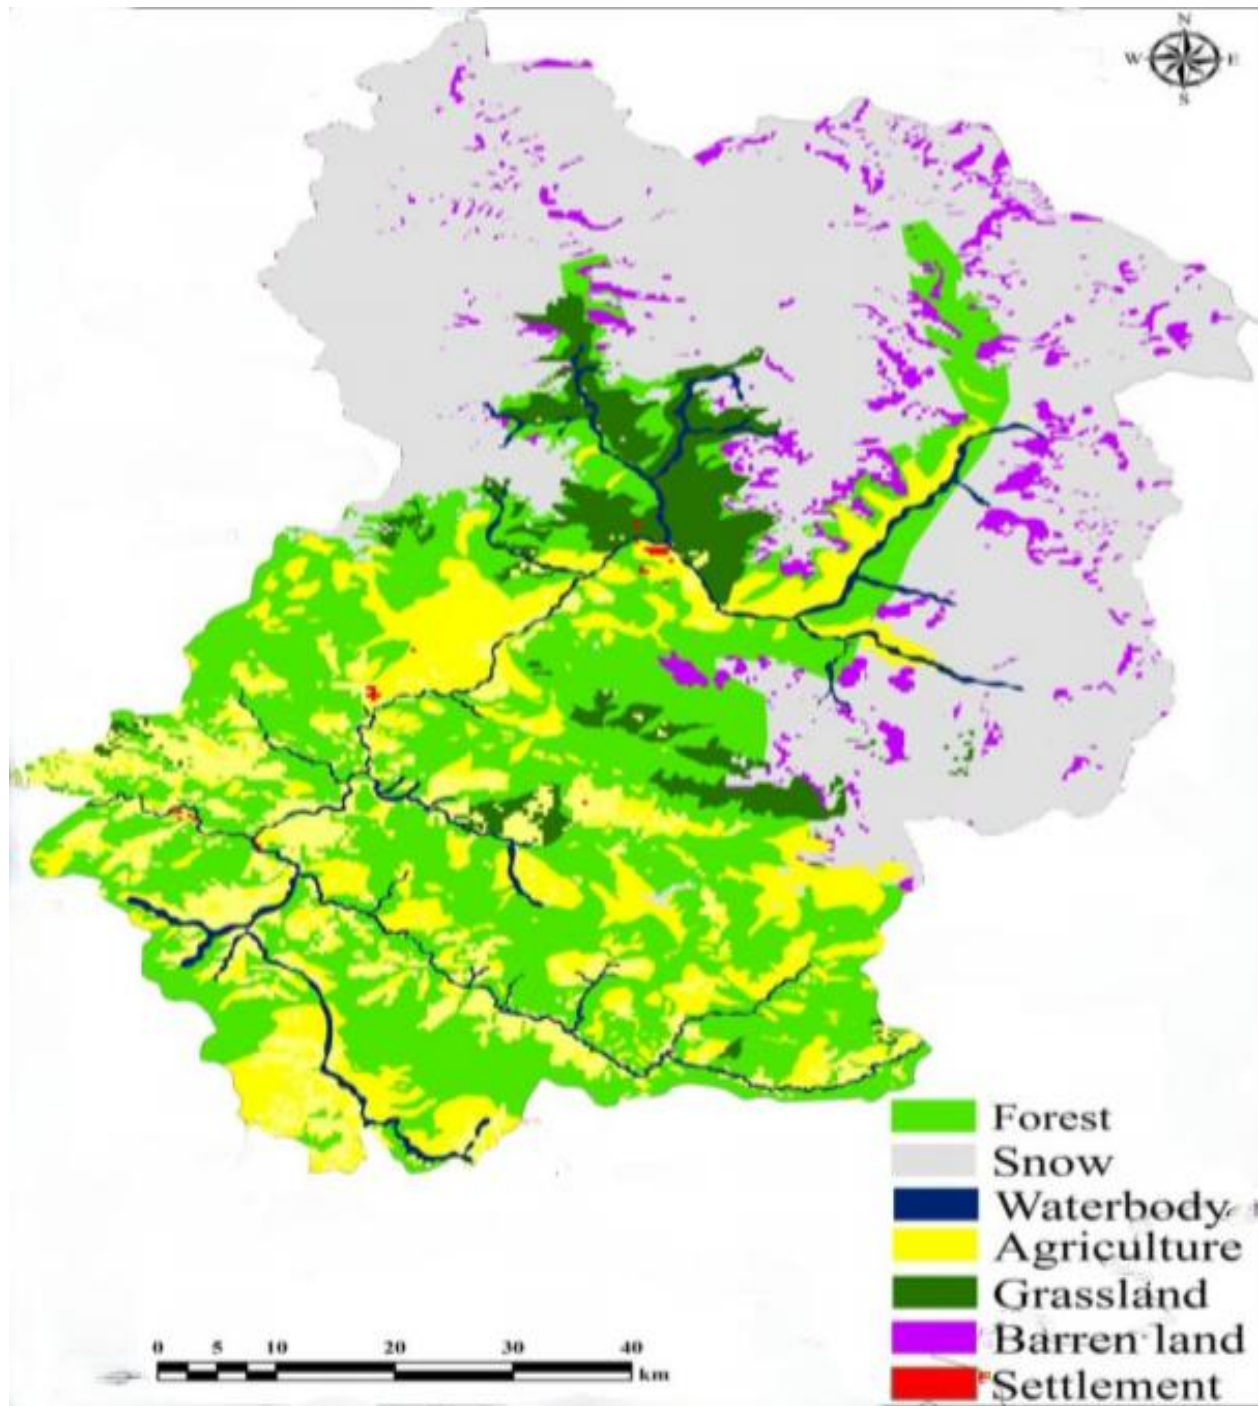 N
W E
S
Forest
Snow
Waterbody
Agriculture
Grassland
Barren land
Settlement
0 5 10 20 30 40
km